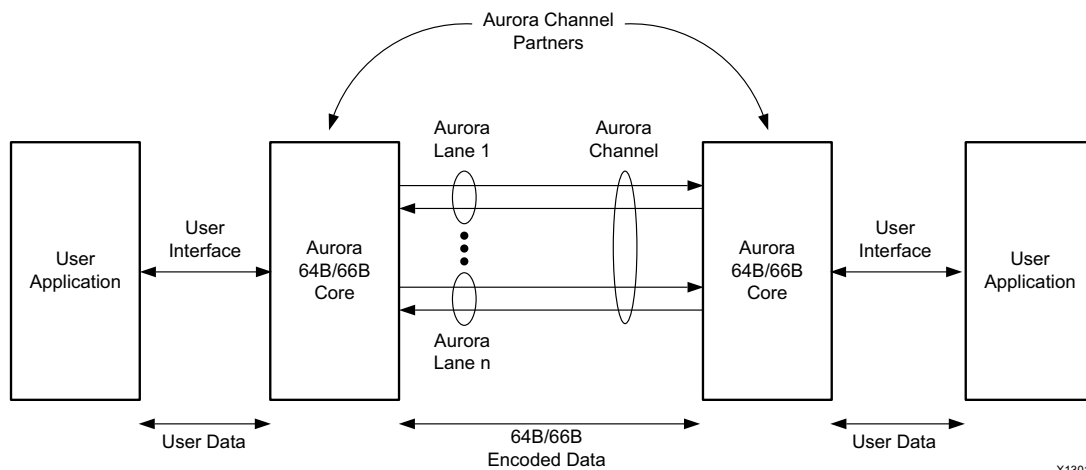 Aurora Channel
Partners
Aurora
Lane 1
Aurora
Channel
User
Application
User
Interface
Aurora
64B/66B
Core
Aurora
64B/66B
Core
User
Interface
User
Application
Aurora
Lane n
User Data
64B/66B
Encoded Data
User Data